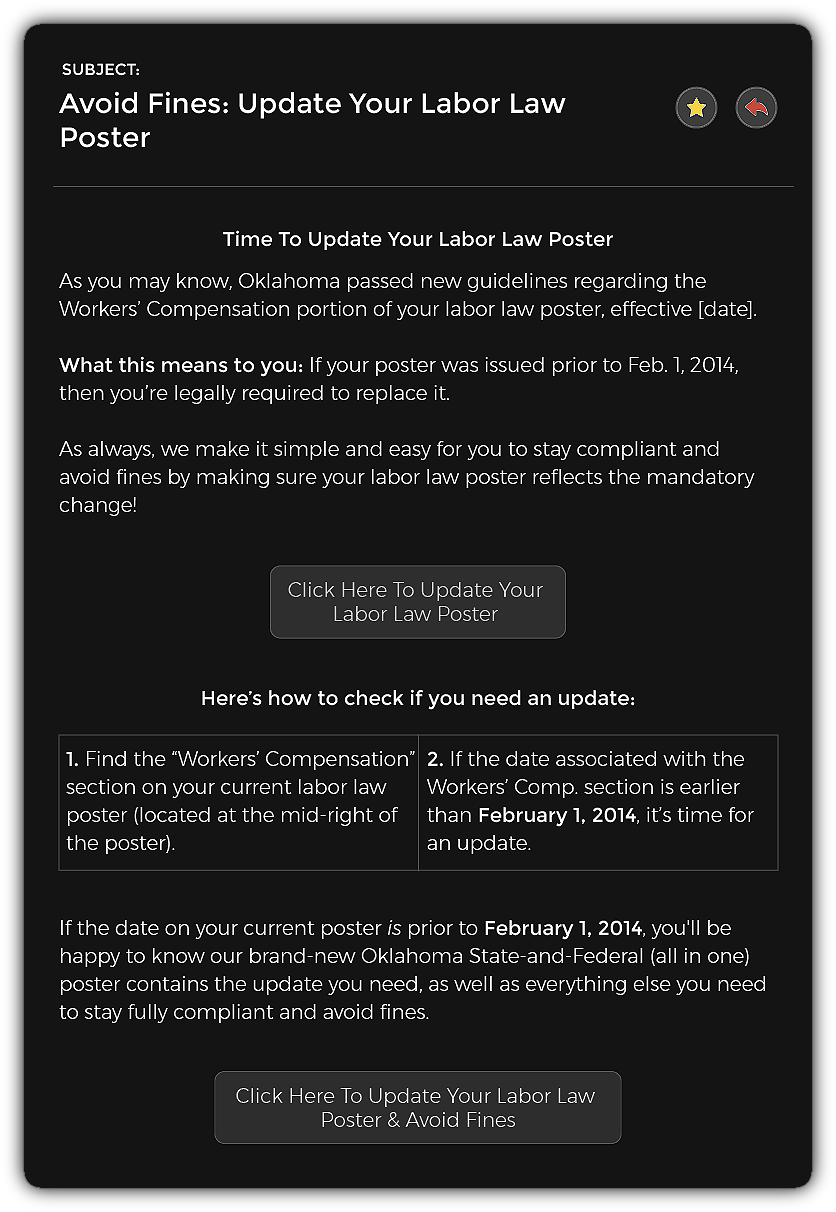 SUBJECT:
Avoid Fines: Update Your Labor Law
Poster
Time To Update Your Labor Law Poster
As you may know, Oklahoma passed new guidelines regarding the
Workers’ Compensation portion of your labor law poster, effective [date].
What this means to you: If your poster was issued prior to Feb. 1, 2014,
then you’re legally required to replace it.
As always, we make it simple and easy for you to stay compliant and
avoid fines by making sure your labor law poster reflects the mandatory
change!
Click Here To Update Your
Labor Law Poster
Here’s how to check if you need an update:
1. Find the “Workers’ Compensation”
section on your current labor law
poster (located at the mid-right of
the poster).
2. If the date associated with the
Workers’ Comp. section is earlier
than February 1, 2014, it’s time for
an update.
If the date on your current poster is prior to February 1, 2014, you'll be
happy to know our brand-new Oklahoma State-and-Federal (all in one)
poster contains the update you need, as well as everything else you need
to stay fully compliant and avoid fines.
Click Here To Update Your Labor Law
Poster & Avoid Fines